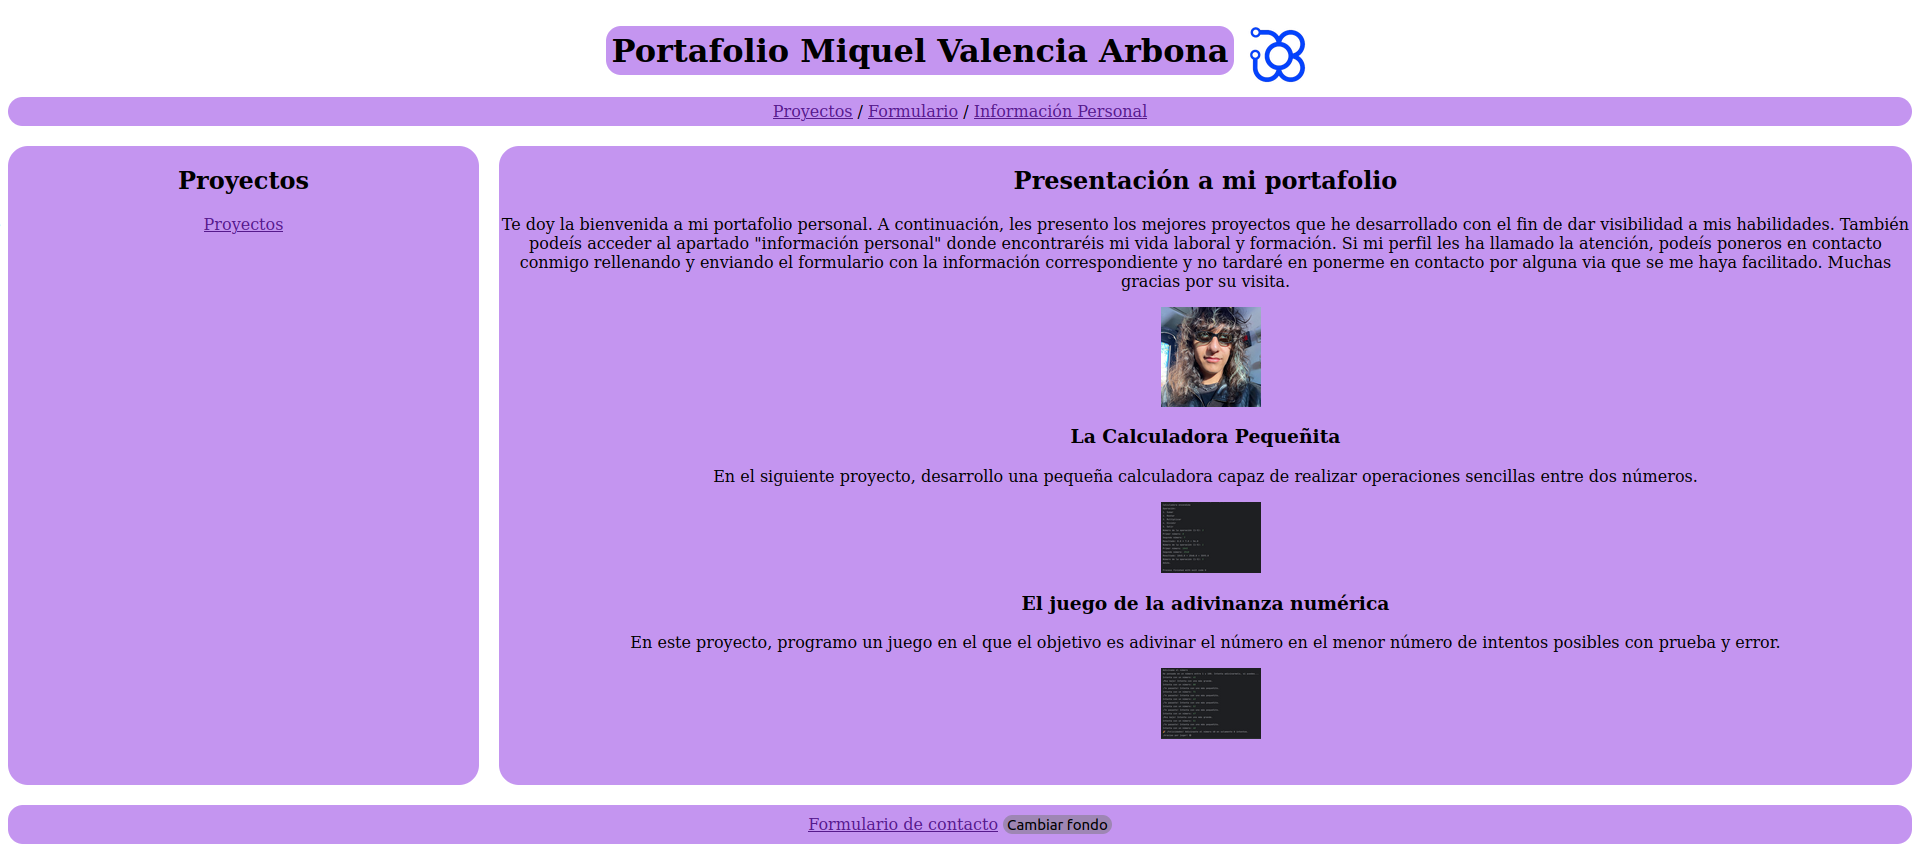 Portafolio Miquel Valencia Arbona
Proyectos / Formulario / Información Personal
Proyectos
Proyectos
Presentación a mi portafolio
Te doy la bienvenida a mi portafolio personal. A continuación, les presento los mejores proyectos que he desarrollado con el fin de dar visibilidad a mis habilidades. También
podeís acceder al apartado "información personal" donde encontraréis mi vida laboral y formación. Si mi perfil les ha llamado la atención, podeís poneros en contacto
conmigo rellenando y enviando el formulario con la información correspondiente y no tardaré en ponerme en contacto por alguna via que se me haya facilitado. Muchas
gracias por su visita.
La Calculadora Pequeñita
En el siguiente proyecto, desarrollo una pequeña calculadora capaz de realizar operaciones sencillas entre dos números.
El juego de la adivinanza numérica
En este proyecto, programo un juego en el que el objetivo es adivinar el número en el menor número de intentos posibles con prueba y error.
Formulario de contacto Cambiar fondo